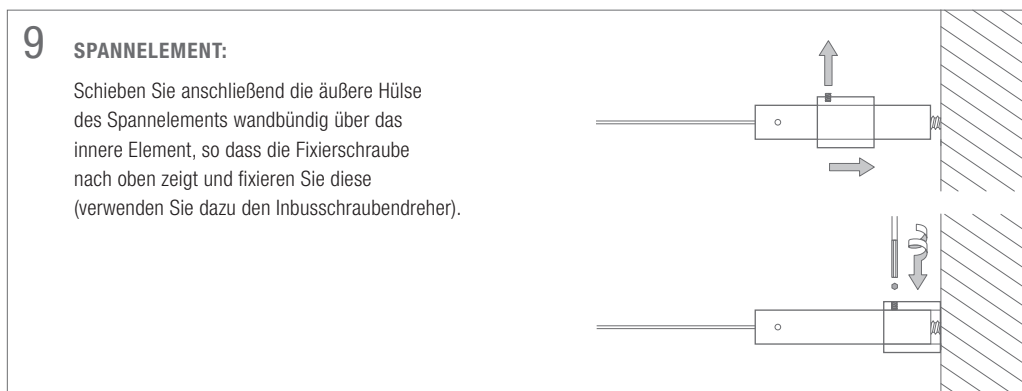 9 SPANNELEMENT:
Schieben Sie anschließend die äußere Hülse
des Spannelements wandbündig über das
innere Element, so dass die Fixierschraube
nach oben zeigt und fixieren Sie diese
(verwenden Sie dazu den Inbusschraubendreher).